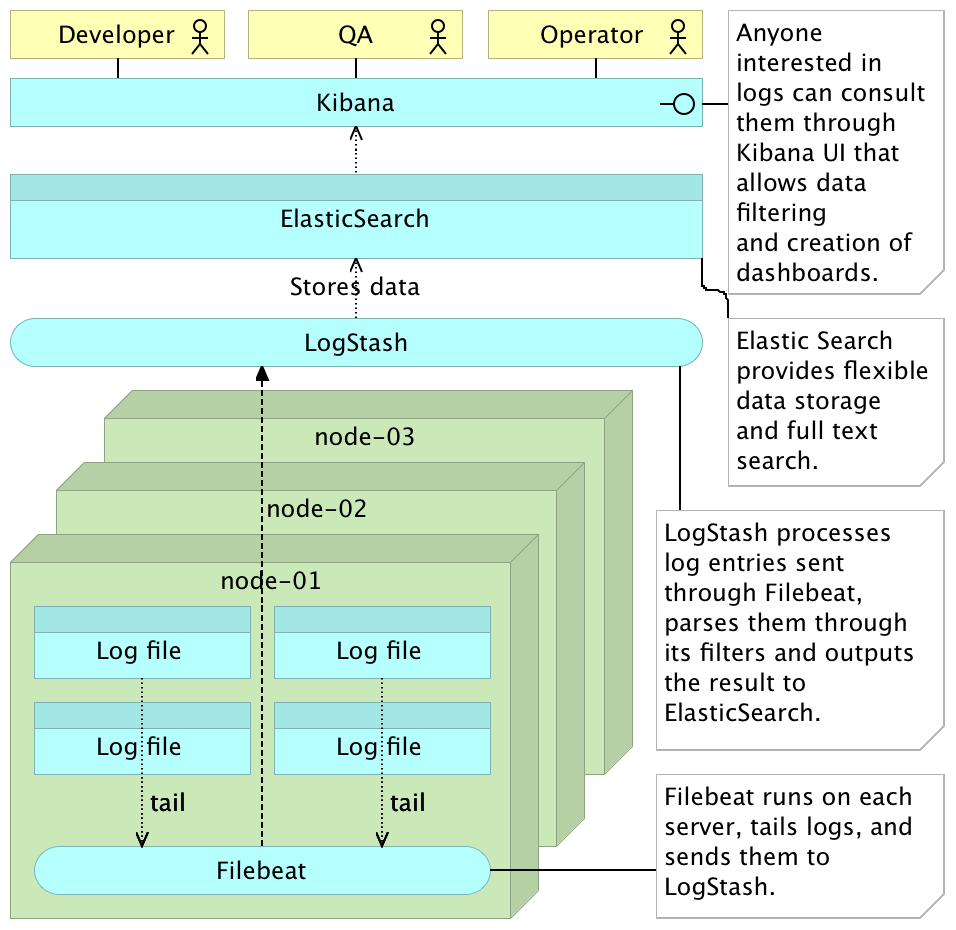 Developer
QA
Operator
Kibana
Anyone
interested in
logs can consult
them through
Kibana UI that
allows data
filtering
and creation of
dashboards.
ElasticSearch
Stores data
LogStash
Elastic Search
provides flexible
data storage
and full text
search.
node-03
node-02
node-01
LogStash processes
log entries sent
through Filebeat,
parses them through
its filters and outputs
the result to
ElasticSearch.
Log file
Log file
Log file
Log file
tail
tail
Filebeat
Filebeat runs on each
server, tails logs, and
sends them to
LogStash.